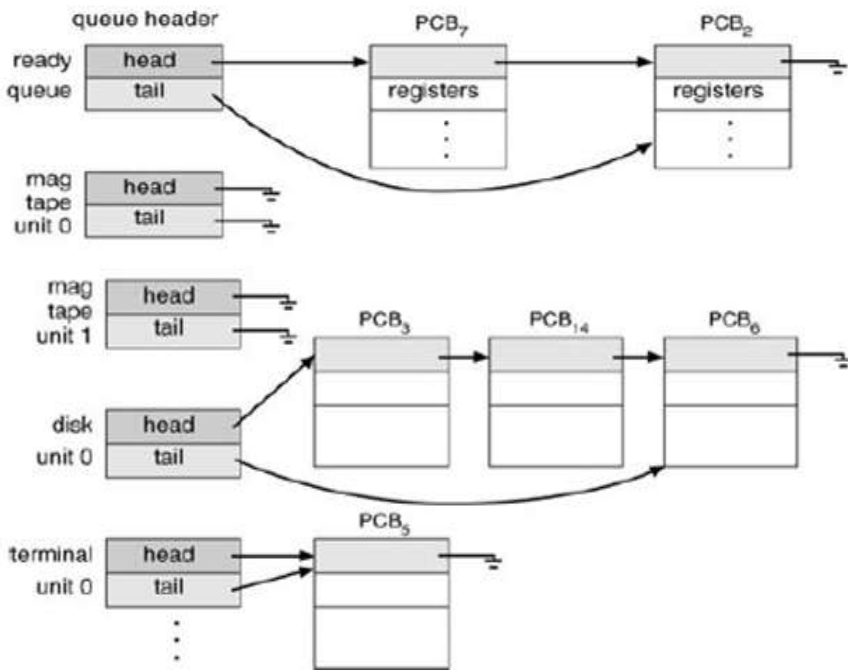 queue header
PCB7
PCB2
ready
queue
head
tail
registers
registers
mag
tape
unit 0
head
tail
mag
tape
unit 1
head
tail
PCB3
PCB14
PCB6
disk
unit 0
head
tail
PCB5
terminal
unit 0
head
tail